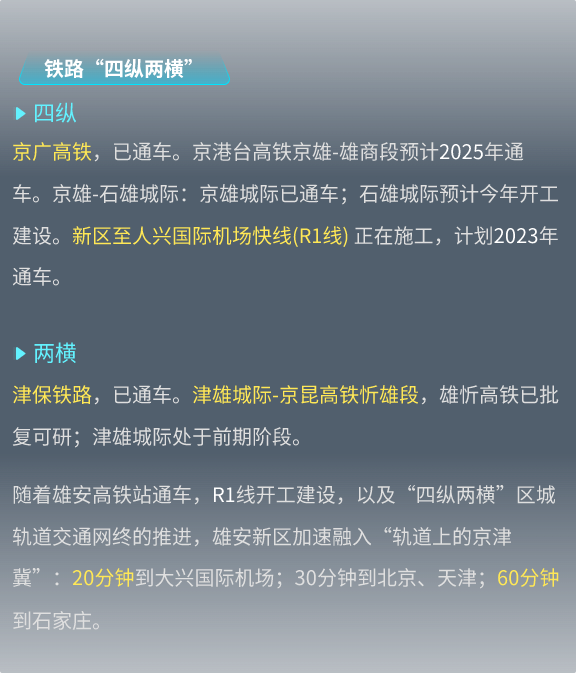 铁路“四纵两横”
四纵
京广高铁，已通车。京港台高铁京雄-雄商段预计2025年通
车。京雄-石雄城际：京雄城际已通车；石雄城际预计今年开工
建设。新区至人兴国际机场快线(R1线) 正在施工，计划2023年
通车。
两横
津保铁路，已通车。津雄城际-京昆高铁忻雄段，雄忻高铁已批
复可研；津雄城际处于前期阶段。
随着雄安高铁站通车，R1线开工建设，以及“四纵两横”区城
轨道交通网终的推进，雄安新区加速融入“轨道上的京津
冀”：20分钟到大兴国际机场；30分钟到北京、天津；60分钟
到石家庄。